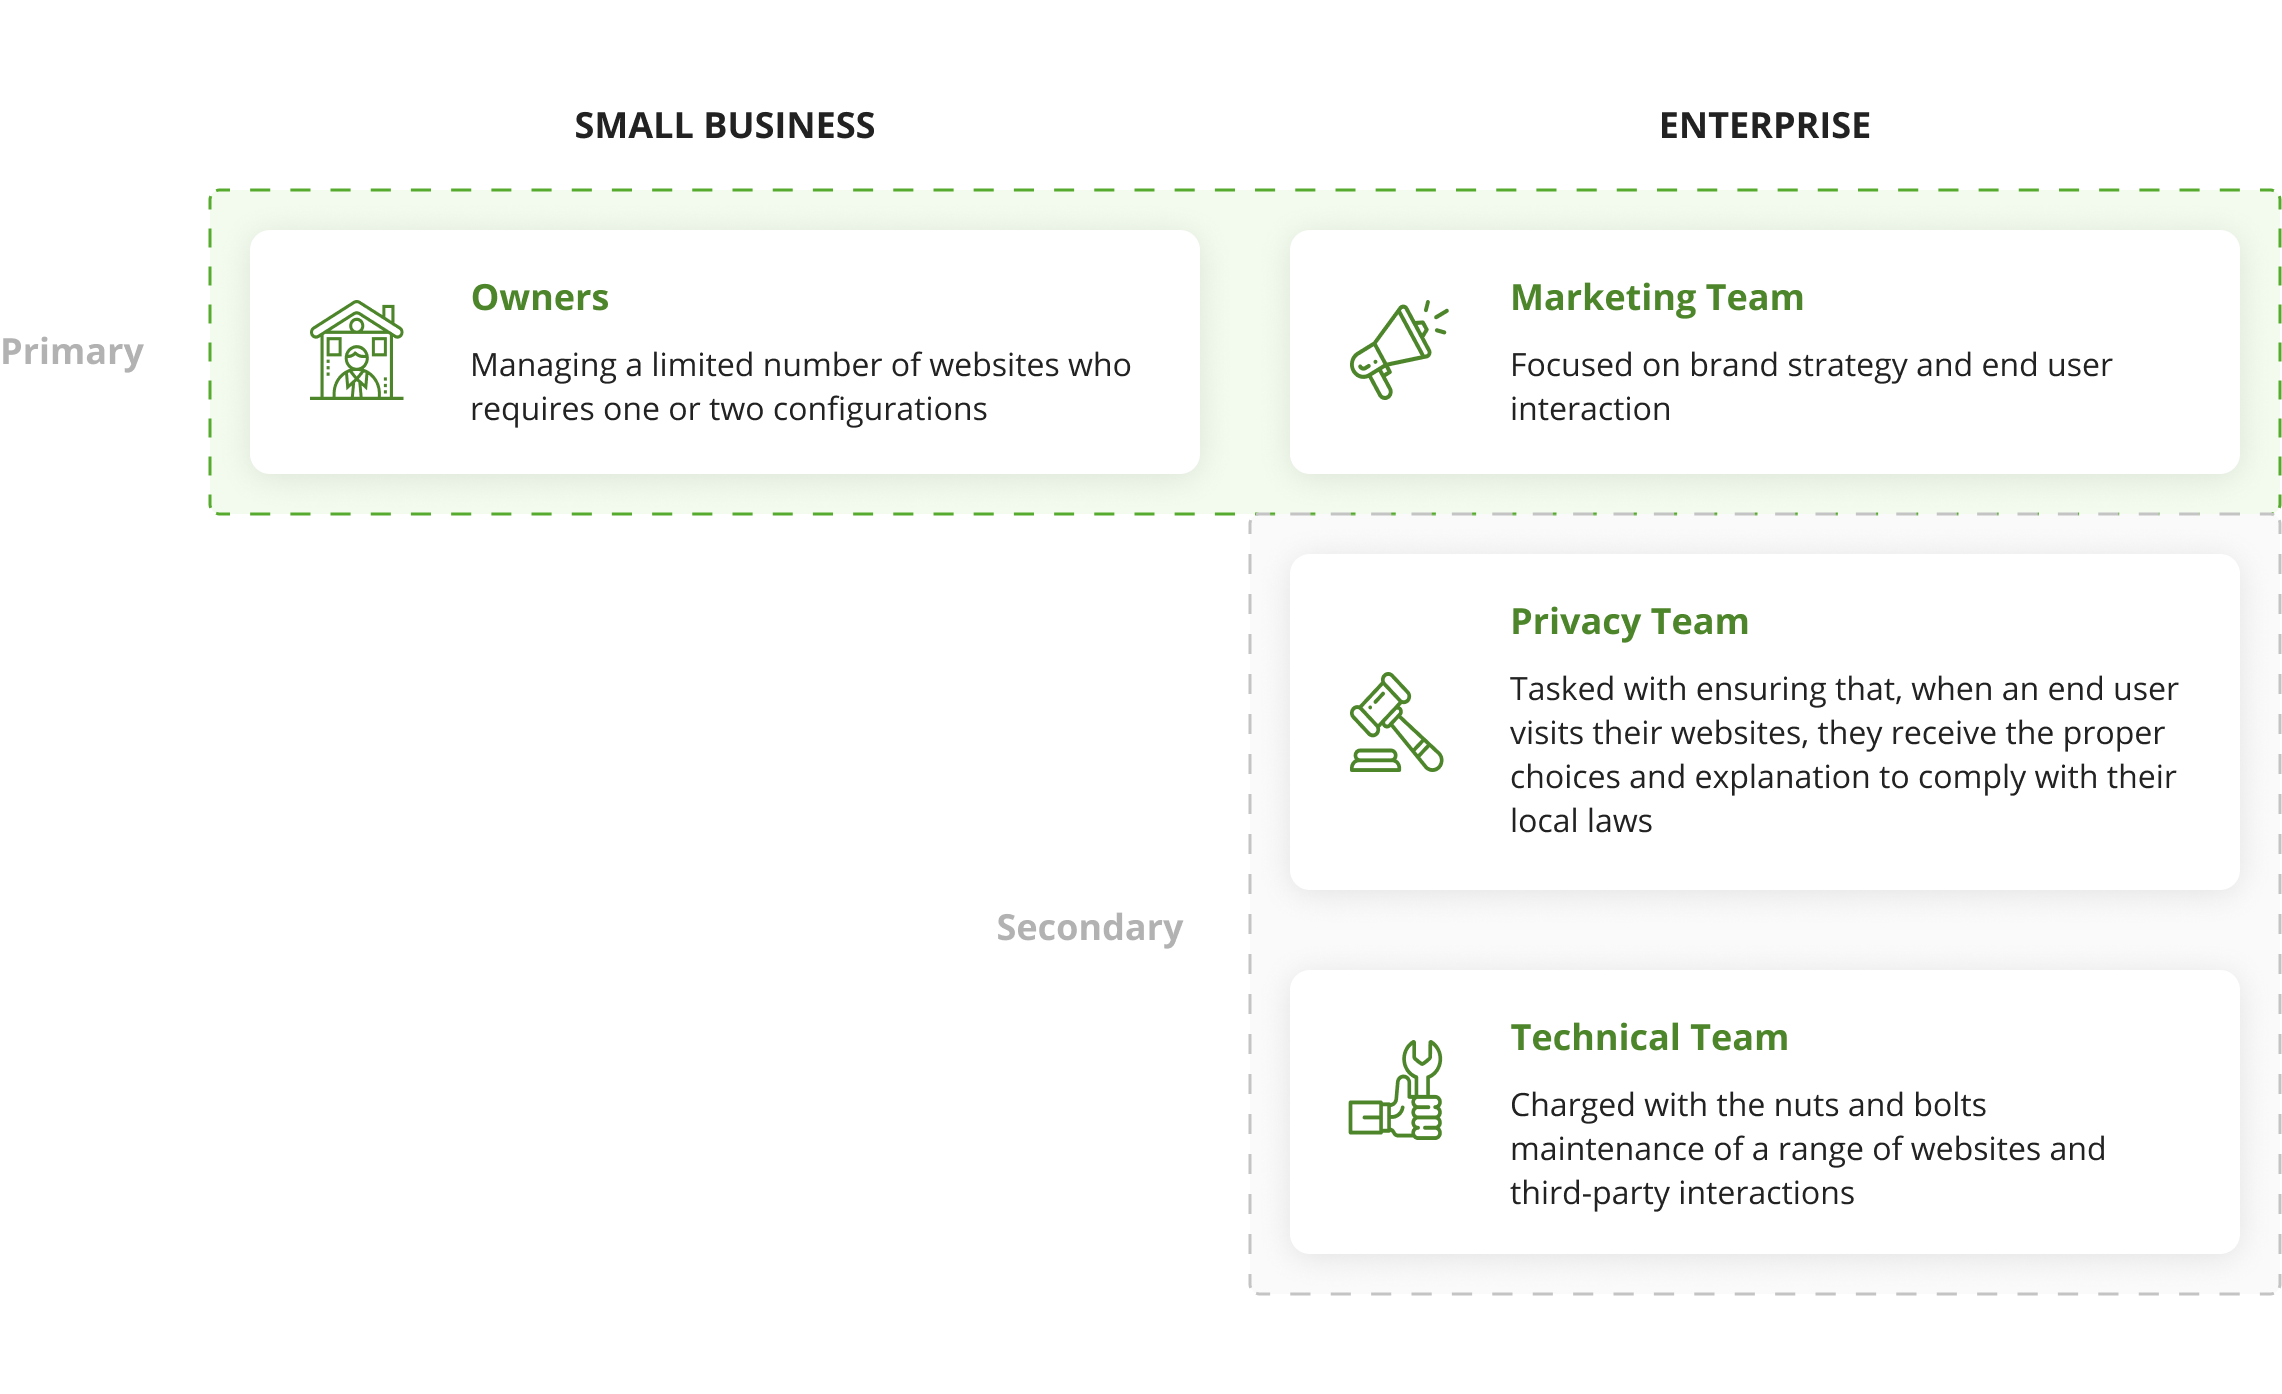 SMALL BUSINESS
ENTERPRISE
Primary
Owners
Managing a limited number of websites who
requires one or two configurations
Marketing Team
Focused on brand strategy and end user
interaction
Secondary
Privacy Team
Tasked with ensuring that, when an end user
visits their websites, they receive the proper
choices and explanation to comply with their
local laws
Technical Team
Charged with the nuts and bolts
maintenance of a range of websites and
third-party interactions